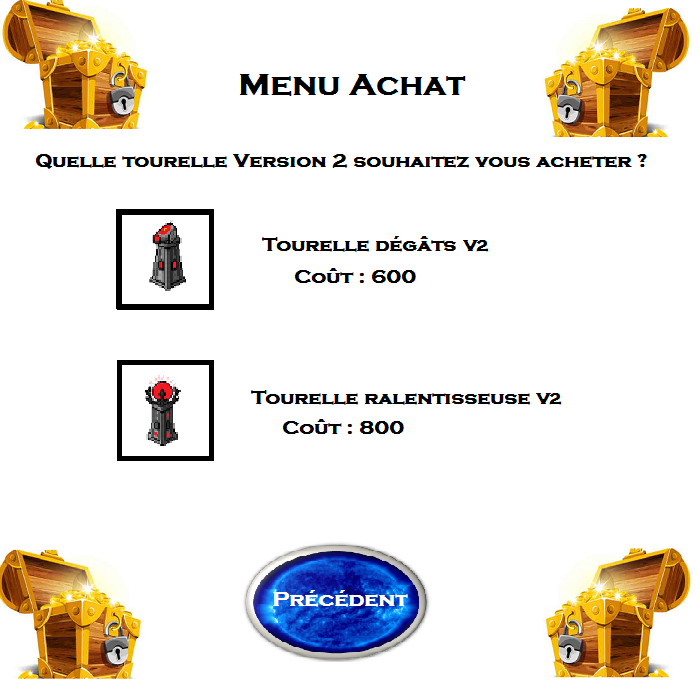 Menu Achat
Quelle tourelle Version 2 souhaitez vous acheter ?
Tourelle dégâts v2
Coût : 600
Tourelle ralentisseuse v2
Coût : 800
Précédent